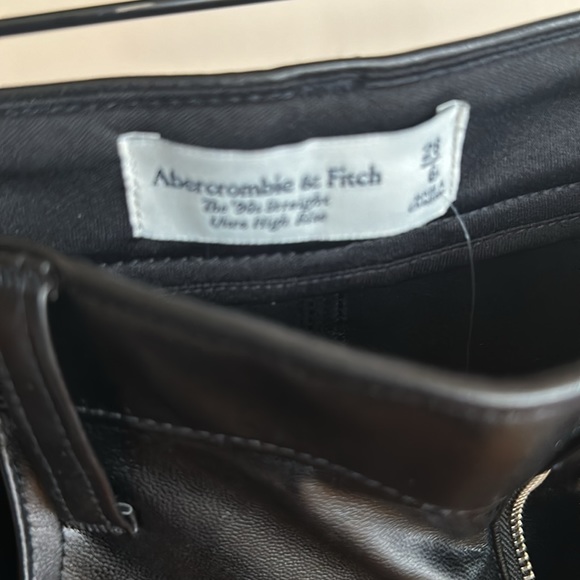 Abercrombie & Fitch
The '90s Straight
Ultra High Rise
28
6